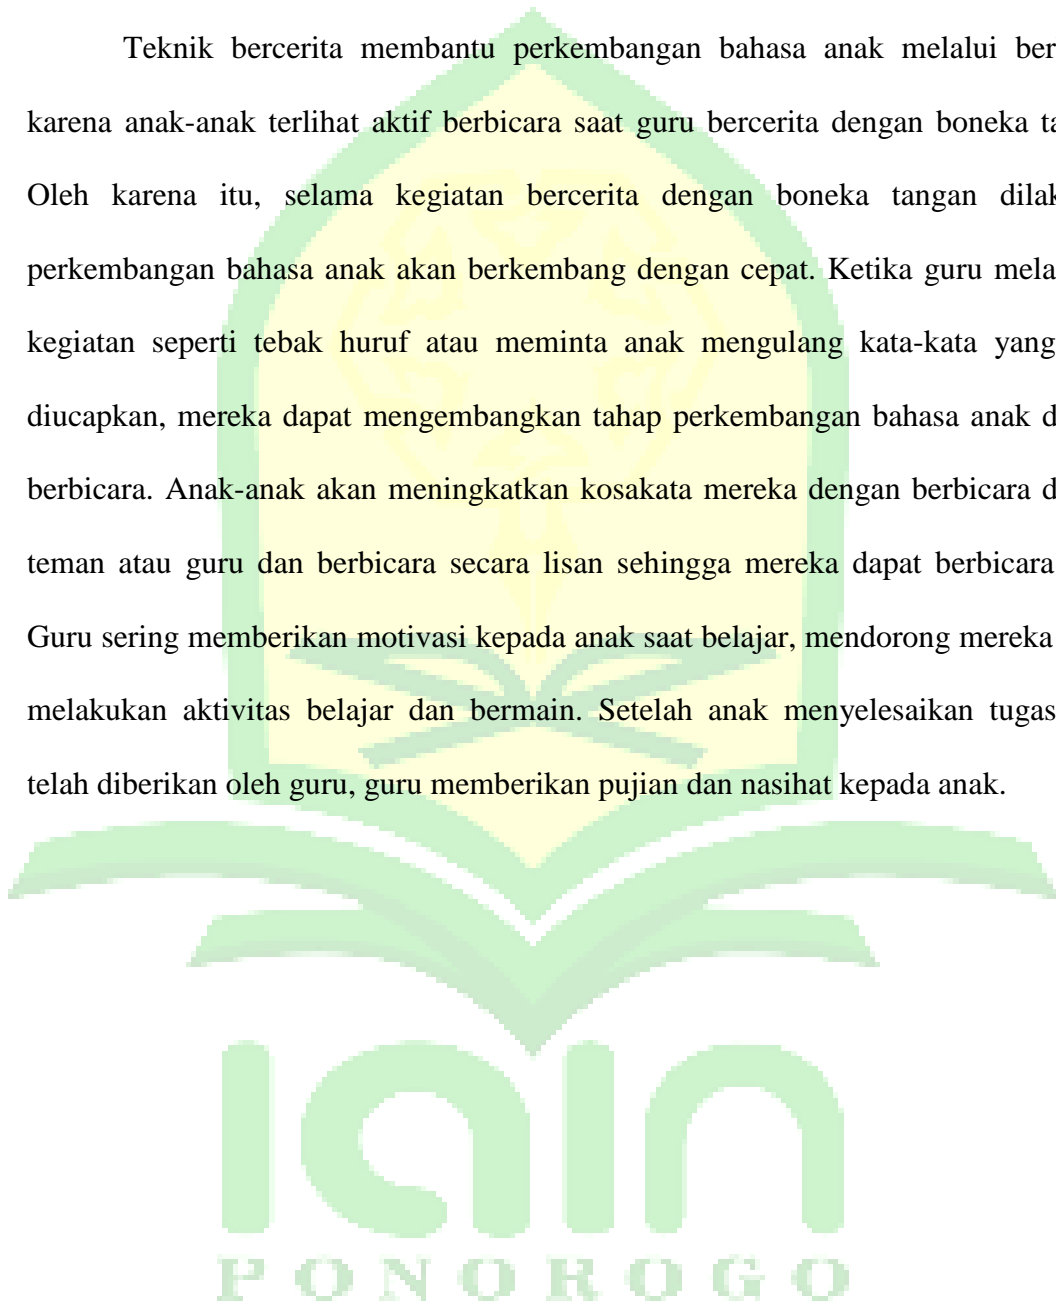 Teknik bercerita membantu perkembangan bahasa anak melalui ber
karena anak-anak terlihat aktif berbicara saat guru bercerita dengan boneka ta
Oleh karena itu, selama kegiatan bercerita dengan boneka tangan dilak
perkembangan bahasa anak akan berkembang dengan cepat. Ketika guru mela
kegiatan seperti tebak huruf atau meminta anak mengulang kata-kata yang
diucapkan, mereka dapat mengembangkan tahap perkembangan bahasa anak d
berbicara. Anak-anak akan meningkatkan kosakata mereka dengan berbicara d
teman atau guru dan berbicara secara lisan sehingga mereka dapat berbicara
Guru sering memberikan motivasi kepada anak saat belajar, mendorong mereka
melakukan aktivitas belajar dan bermain. Setelah anak menyelesaikan tugas
telah diberikan oleh guru, guru memberikan pujian dan nasihat kepada anak.
iain
PONOROGO